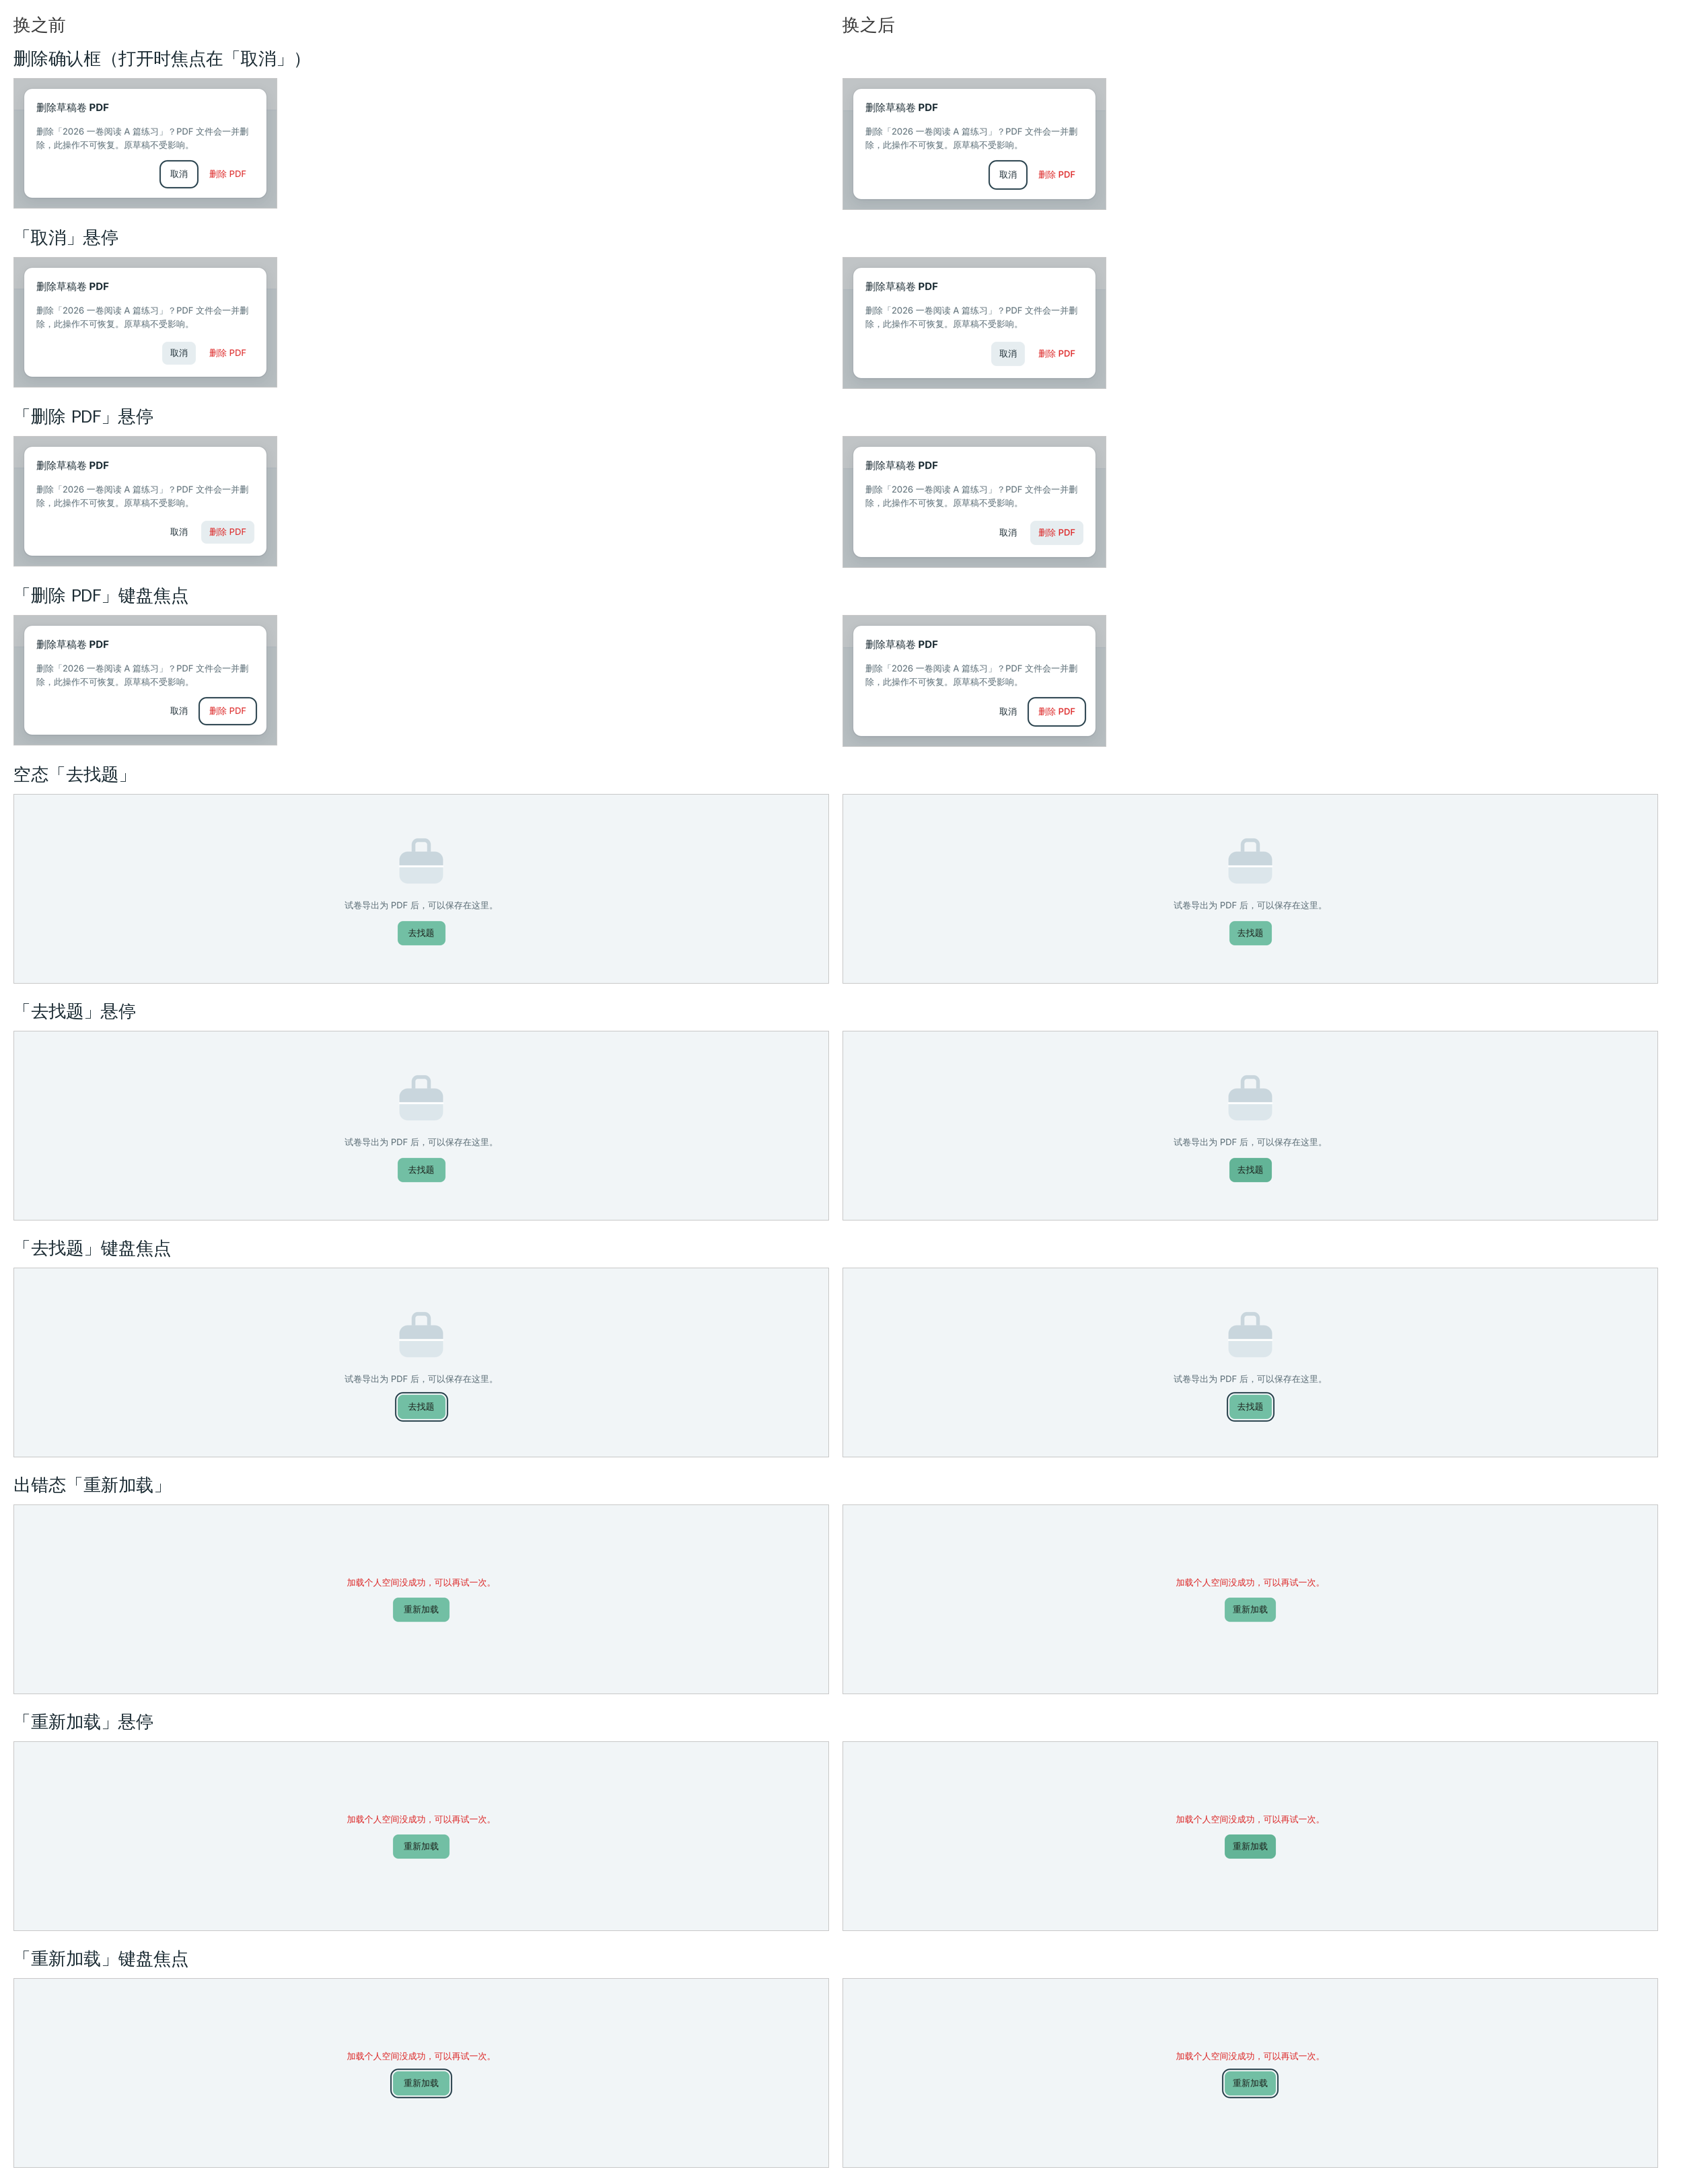 换之前
换之后
删除确认框（打开时焦点在「取消」）
删除草稿卷 PDF
删除「2026 一卷阅读 A 篇练习」？PDF 文件会一并删
除，此操作不可恢复。原草稿不受影响。
取消 删除 PDF
删除草稿卷 PDF
删除「2026 一卷阅读 A 篇练习」？PDF 文件会一并删
除，此操作不可恢复。原草稿不受影响。
取消 删除 PDF
「取消」悬停
删除草稿卷 PDF
删除「2026 一卷阅读 A 篇练习」？PDF 文件会一并删
除，此操作不可恢复。原草稿不受影响。
取消 删除 PDF
删除草稿卷 PDF
删除「2026 一卷阅读 A 篇练习」？PDF 文件会一并删
除，此操作不可恢复。原草稿不受影响。
取消 删除 PDF
「删除 PDF」悬停
删除草稿卷 PDF
删除「2026 一卷阅读 A 篇练习」？PDF 文件会一并删
除，此操作不可恢复。原草稿不受影响。
取消 删除 PDF
删除草稿卷 PDF
删除「2026 一卷阅读 A 篇练习」？PDF 文件会一并删
除，此操作不可恢复。原草稿不受影响。
取消 删除 PDF
「删除 PDF」键盘焦点
删除草稿卷 PDF
删除「2026 一卷阅读 A 篇练习」？PDF 文件会一并删
除，此操作不可恢复。原草稿不受影响。
取消 删除 PDF
删除草稿卷 PDF
删除「2026 一卷阅读 A 篇练习」？PDF 文件会一并删
除，此操作不可恢复。原草稿不受影响。
取消 删除 PDF
空态「去找题」
试卷导出为 PDF 后，可以保存在这里。
去找题
试卷导出为 PDF 后，可以保存在这里。
去找题
「去找题」悬停
试卷导出为 PDF 后，可以保存在这里。
去找题
试卷导出为 PDF 后，可以保存在这里。
去找题
「去找题」键盘焦点
试卷导出为 PDF 后，可以保存在这里。
去找题
试卷导出为 PDF 后，可以保存在这里。
去找题
出错态「重新加载」
加载个人空间没成功，可以再试一次。
重新加载
加载个人空间没成功，可以再试一次。
重新加载
「重新加载」悬停
加载个人空间没成功，可以再试一次。
重新加载
加载个人空间没成功，可以再试一次。
重新加载
「重新加载」键盘焦点
加载个人空间没成功，可以再试一次。
重新加载
加载个人空间没成功，可以再试一次。
重新加载